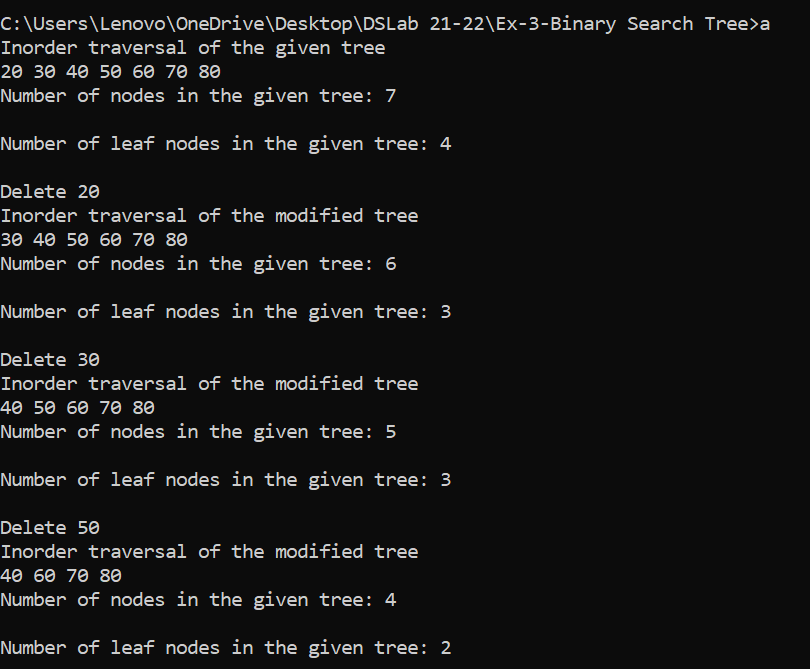 C:\Users\Lenovo\OneDrive\Desktop\DSLab 21-22\Ex-3-Binary Search Tree>a
Inorder traversal of the given tree
20 30 40 50 60 70 80
Number of nodes in the given tree: 7
Number of leaf nodes in the given tree: 4
Delete 20
Inorder traversal of the modified tree
30 40 50 60 70 80
Number of nodes in the given tree: 6
Number of leaf nodes in the given tree: 3
Delete 30
Inorder traversal of the modified tree
40 50 60 70 80
Number of nodes in the given tree: 5
Number of leaf nodes in the given tree: 3
Delete 50
Inorder traversal of the modified tree
40 60 70 80
Number of nodes in the given tree: 4
Number of leaf nodes in the given tree: 2